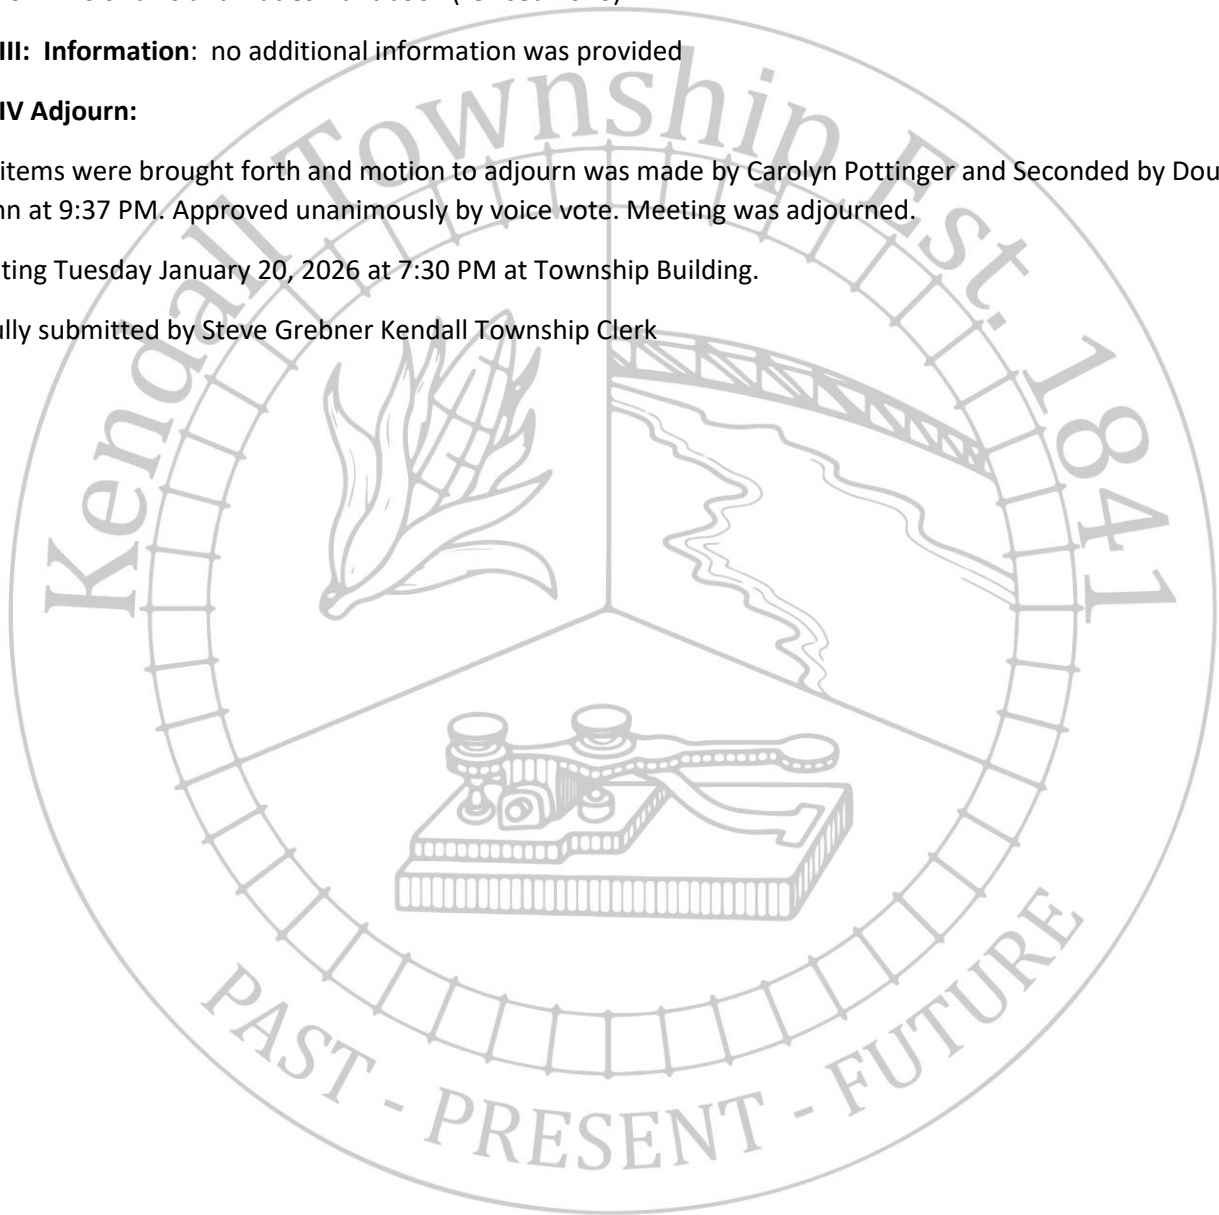 III: Information: no additional information was provided
IV Adjourn:
items were brought forth and motion to adjourn was made by Carolyn Pottinger and Seconded by Dou
nn at 9:37 PM. Approved unanimously by voice vote. Meeting was adjourned.
ting Tuesday January 20, 2026 at 7:30 PM at Township Building.
ully submitted by Steve Grebner Kendall Township Clerk
Kendall Township Est. 1841
PAST - PRESENT - FUTURE